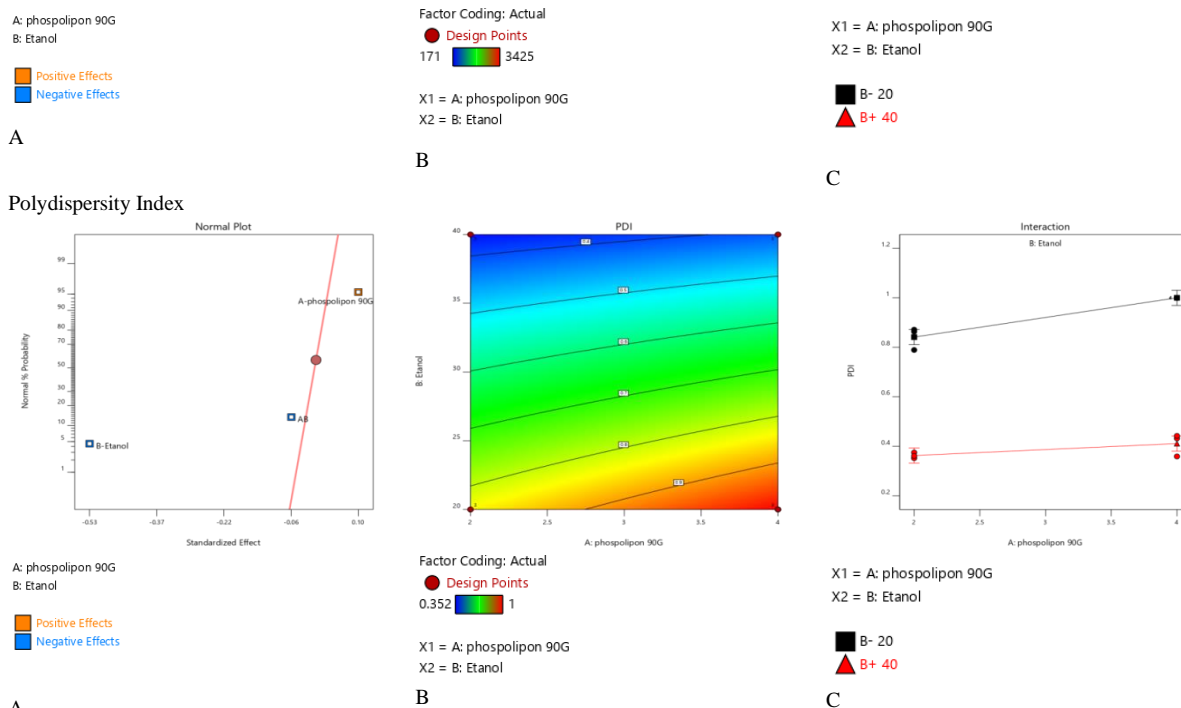 A: phospolipon 90G
B: Etanol
Positive Effects
Negative Effects
A
Factor Coding: Actual
Design Points
171 3425
X1 = A: phospolipon 90G
X2 = B: Etanol
B
X1 = A: phospolipon 90G
X2 = B: Etanol
B- 20
B+ 40
C
Polydispersity Index
Normal Plot
Normal % Probability
99
95
90
80
70
50
30
20
10
5
1
A-phospolipon 90G
AB
B-Etanol
-0.53 -0.37 -0.22 -0.06 0.10
Standardized Effect
PDI
B: Etanol
40
35
30
25
20
2 2.5 3 3.5 4
A: phospolipon 90G
Interaction
B: Etanol
PDI
1.2
1
0.8
0.6
0.4
0.2
2 2.5 3 3.5 4
A: phospolipon 90G
A: phospolipon 90G
B: Etanol
Positive Effects
Negative Effects
A
Factor Coding: Actual
Design Points
0.352 1
X1 = A: phospolipon 90G
X2 = B: Etanol
B
X1 = A: phospolipon 90G
X2 = B: Etanol
B- 20
B+ 40
C